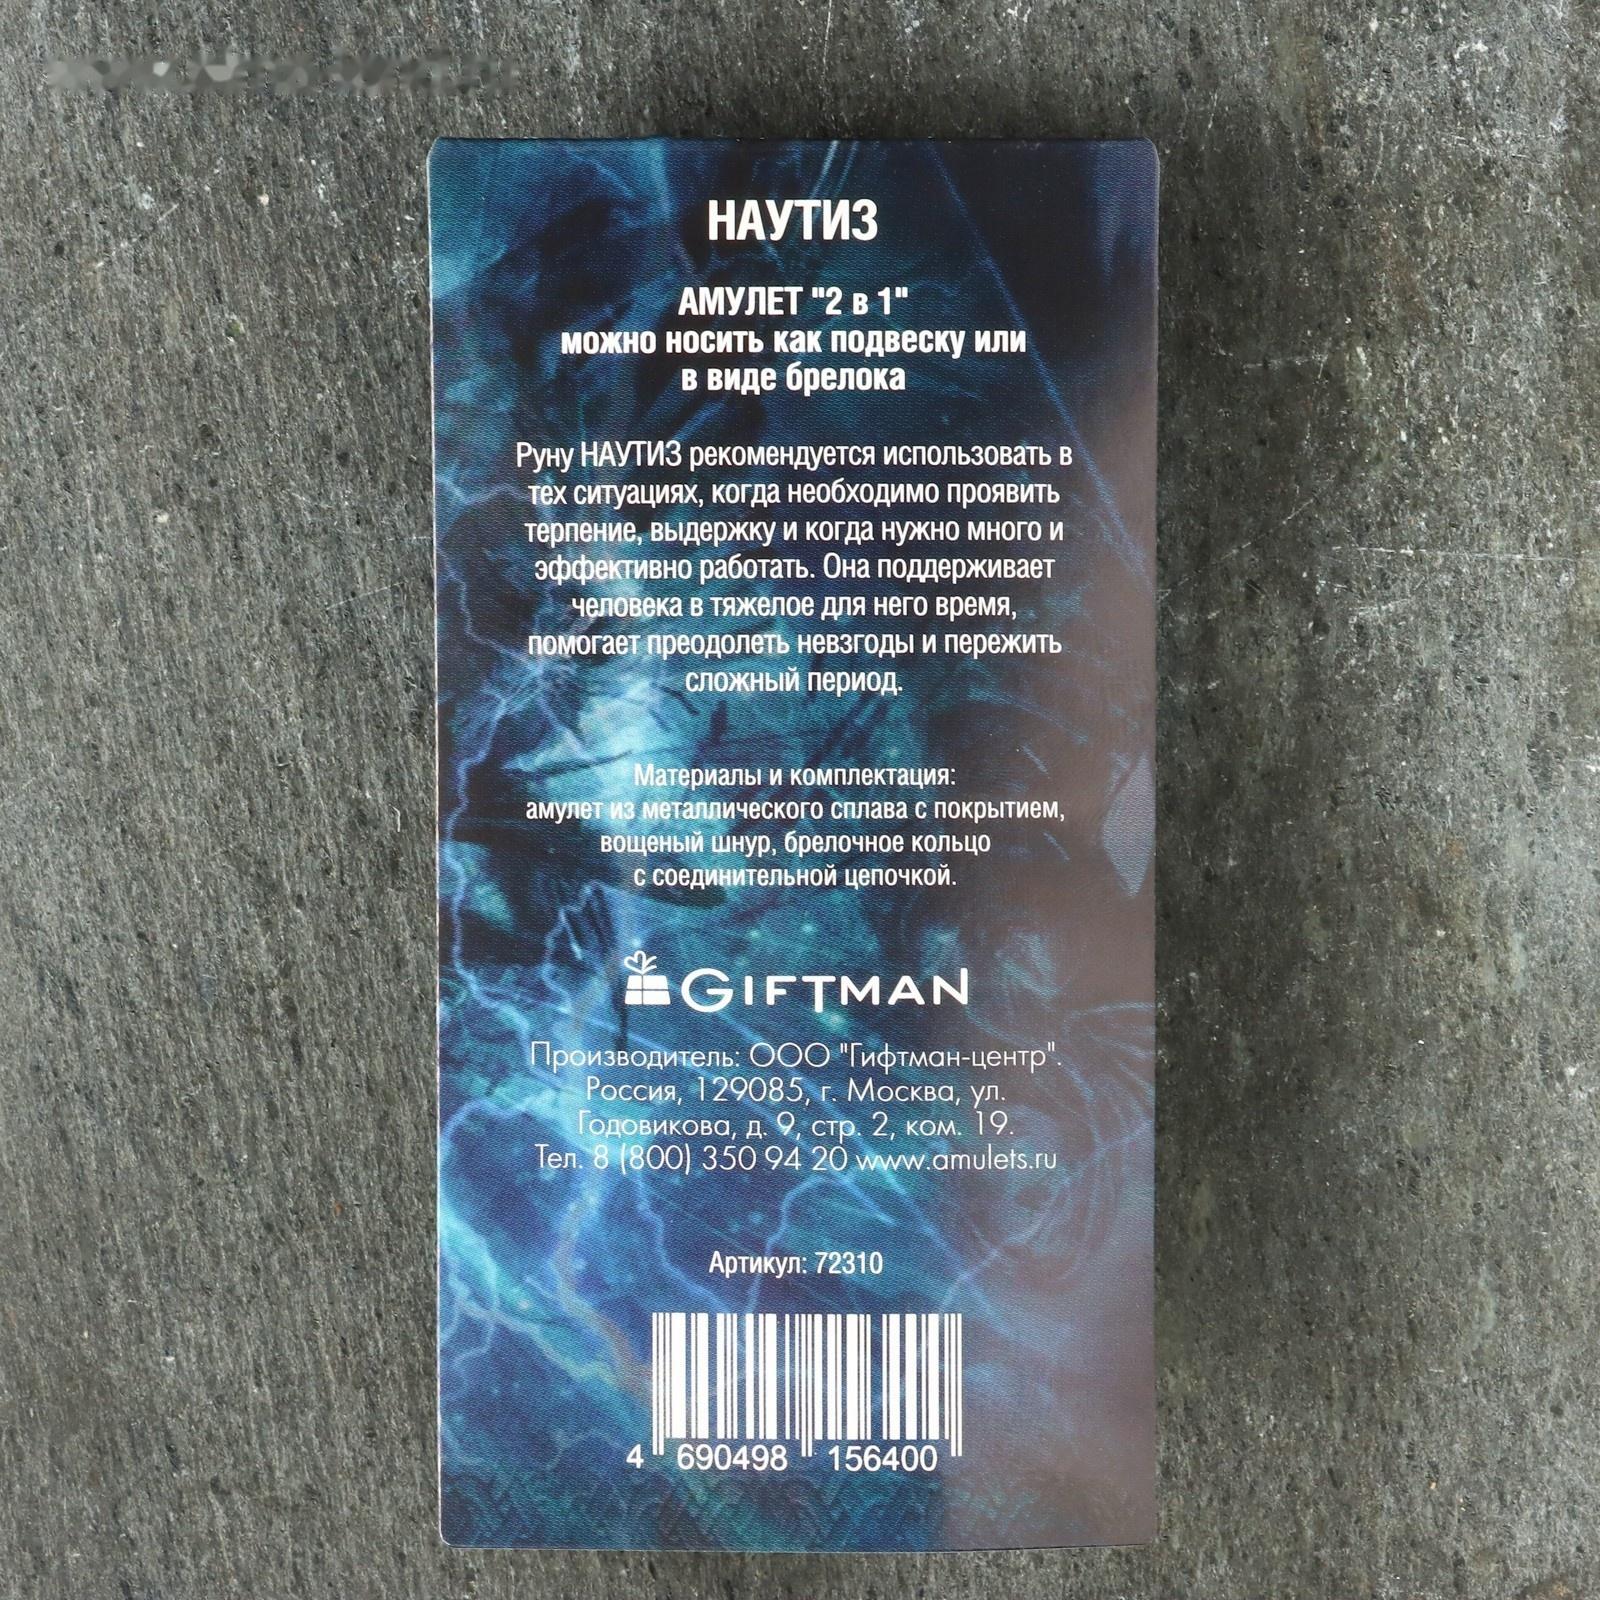 НАУТИЗ
АМУЛЕТ "2 в 1"
можно носить как подвеску или
в виде брелока
Руну НАУТИЗ рекомендуется использовать в
тех ситуациях, когда необходимо проявить
терпение, выдержку и когда нужно много и
эффективно работать. Она поддерживает
человека в тяжелое для него время,
помогает преодолеть невзгоды и пережить
сложный период.
Материалы и комплектация:
амулет из металлического сплава с покрытием,
вощеный шнур, брелочное кольцо
с соединительной цепочкой.
GIFTMAN
Производитель: ООО "Гифтман-центр".
Россия, 129085, г. Москва, ул.
Годовикова, д. 9, стр. 2, ком. 19.
Тел. 8 (800) 350 94 20 www.amulets.ru
Артикул: 72310
4 690498 156400